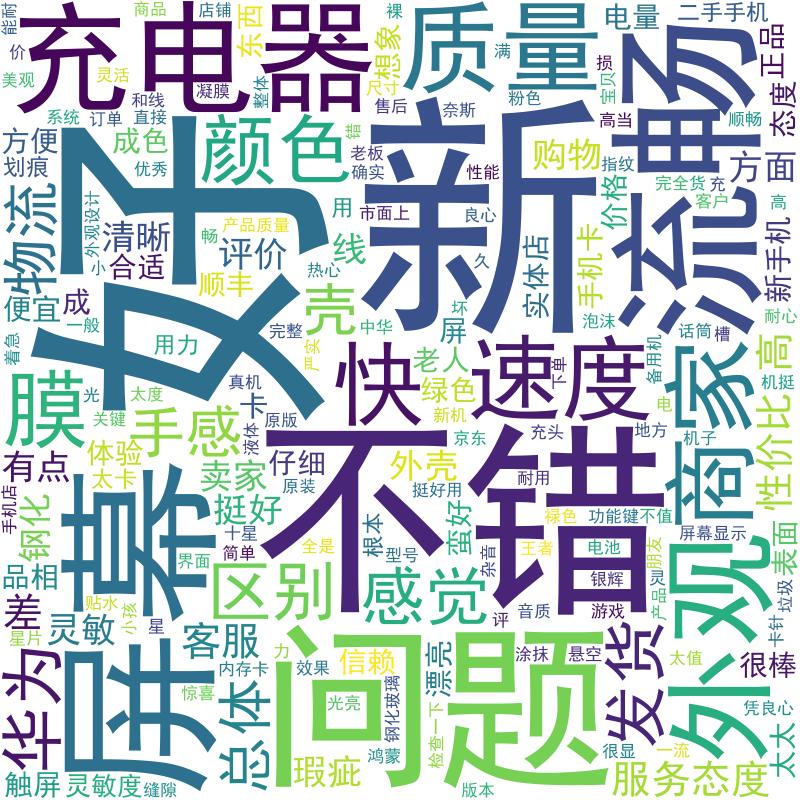 充电器
质量
新
流畅
好
不错
屏幕
问题
外观
商家
速度
快
颜色
感觉
区别
发货
华为
膜
手感
壳
物流
总体
客服
服务态度
性价比
高
能耐
商品
店铺
东西
价
美观
灵活
凝膜
和线
整体
想象
尺寸
满
电量
二手手机
正品
损
宝贝
售后
奈斯
粉色
高当
顺畅
态度
系统
订单
直接
错
方便
成色
划痕
优秀
老板
确实
性能
购物
指纹
价格
方面
完全货
充
客户
高
外观设计
清晰
产品质量
用
市面上
良心
小
畅
合适
评价
线
实体店
手机卡
新手机
顺丰
热心
久
便宜
成
一般
坏
泡沫
耐心
着急
用力
完整
中华
屏
话筒
槽
严实
光
太度
真机
老人
下单
备用机
机挺
关键
卡
原版
绿色
新机
京东
充头
地方
电
机子
有点
体验
太卡
液体
卖家
仔细
外壳
耐用
手机店
钢化
挺好
原装
挺好用
禄色
功能键不值
屏幕显示
十星
根本
蛮好
简单
全是
型号
杂音
王者
电池
朋友
表面
品相
界面
银辉
产品
垃圾
差
贴水
小孩
星
星片
灵敏
音质
评
游戏
卡针
内存卡
力
效果
信赖
漂亮
涂抹
悬空
太值
很棒
惊喜
光亮
钢化玻璃
凭良心
瑕疵
鸿蒙
检查一下
很显
一流
太太
触屏
灵敏度
缝隙
版本